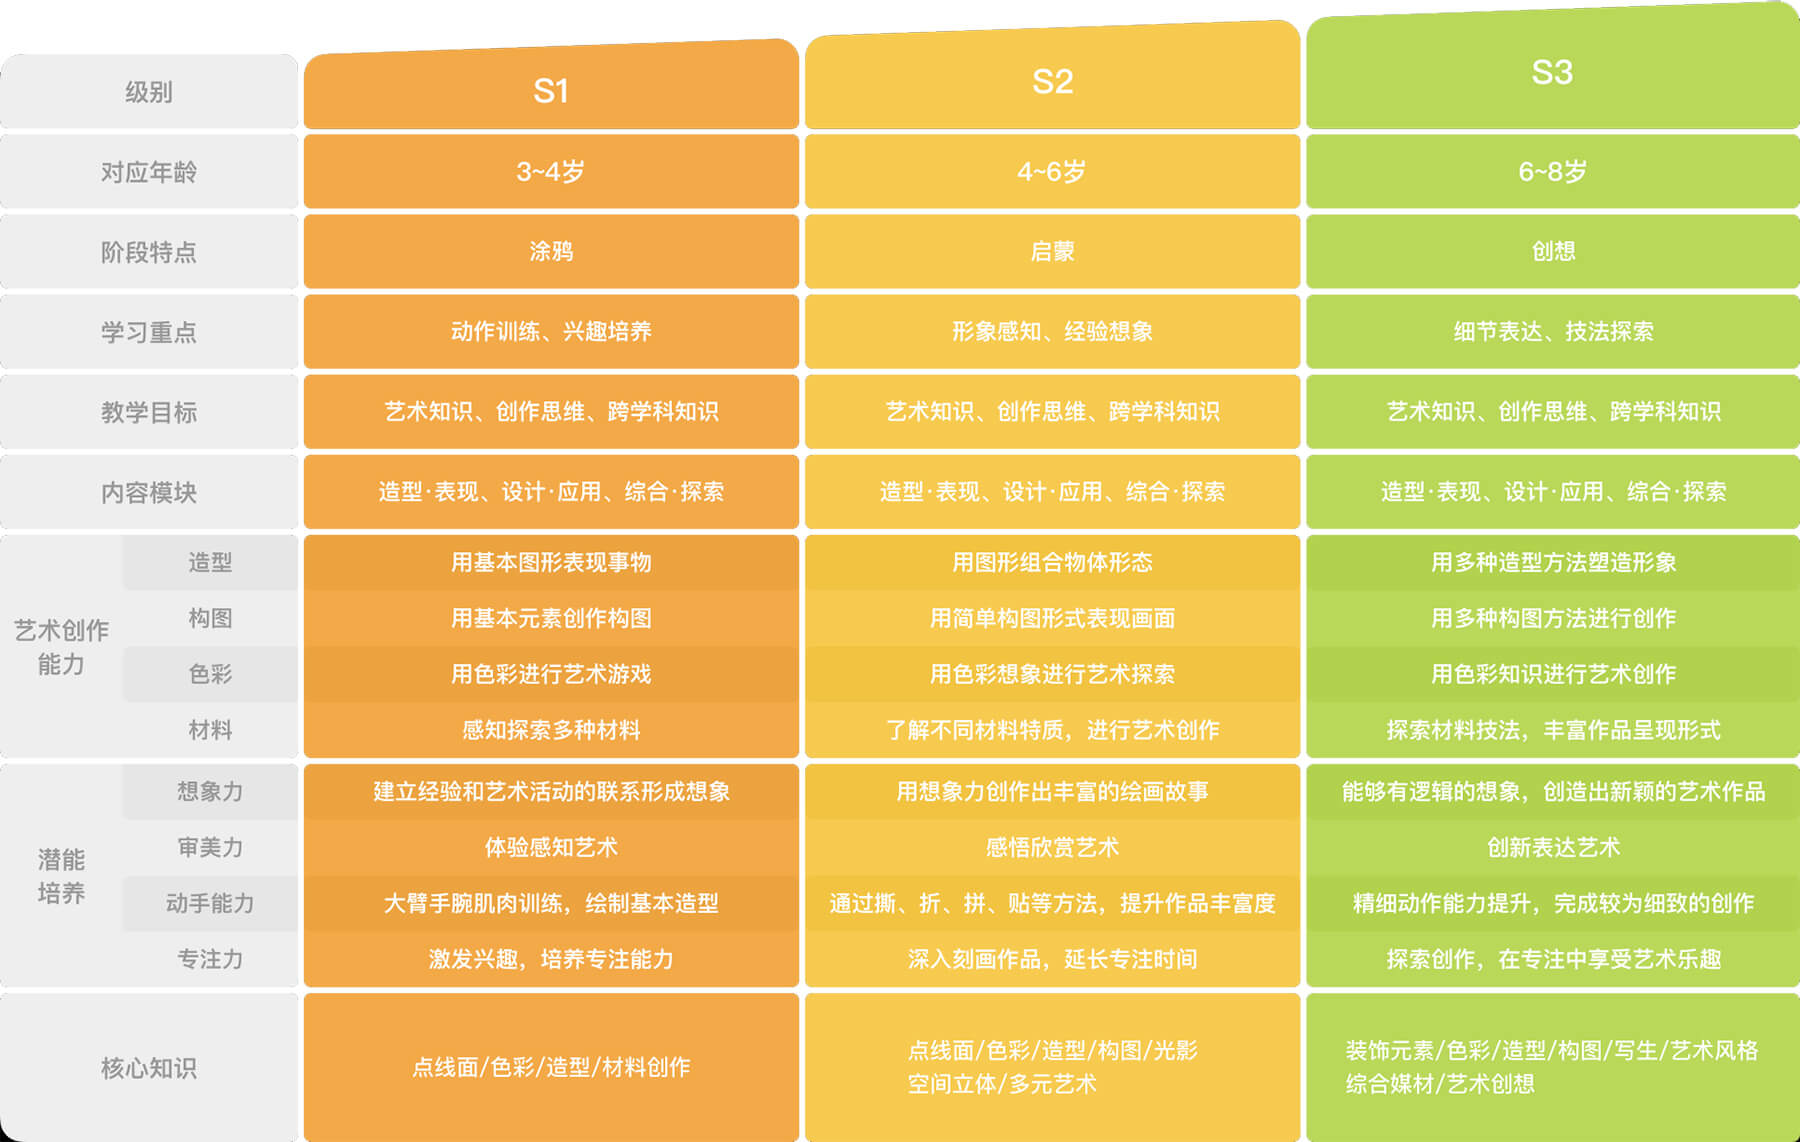 级别
S1
S2
S3
对应年龄
3~4岁
4~6岁
6~8岁
阶段特点
涂鸦
启蒙
创想
学习重点
动作训练、兴趣培养
形象感知、经验想象
细节表达、技法探索
教学目标
艺术知识、创作思维、跨学科知识
艺术知识、创作思维、跨学科知识
艺术知识、创作思维、跨学科知识
内容模块
造型·表现、设计·应用、综合·探索
造型·表现、设计·应用、综合·探索
造型·表现、设计·应用、综合·探索
艺术创作
能力
造型
用基本图形表现事物
用图形组合物体形态
用多种造型方法塑造形象
构图
用基本元素创作构图
用简单构图形式表现画面
用多种构图方法进行创作
色彩
用色彩进行艺术游戏
用色彩想象进行艺术探索
用色彩知识进行艺术创作
材料
感知探索多种材料
了解不同材料特质，进行艺术创作
探索材料技法，丰富作品呈现形式
潜能
培养
想象力
建立经验和艺术活动的联系形成想象
用想象力创作出丰富的绘画故事
能够有逻辑的想象，创造出新颖的艺术作品
审美力
体验感知艺术
感悟欣赏艺术
创新表达艺术
动手能力
大臂手腕肌肉训练，绘制基本造型
通过撕、折、拼、贴等方法，提升作品丰富度
精细动作能力提升，完成较为细致的创作
专注力
激发兴趣，培养专注能力
深入刻画作品，延长专注时间
探索创作，在专注中享受艺术乐趣
核心知识
点线面/色彩/造型/材料创作
点线面/色彩/造型/构图/光影
空间立体/多元艺术
装饰元素/色彩/造型/构图/写生/艺术风格
综合媒材/艺术创想